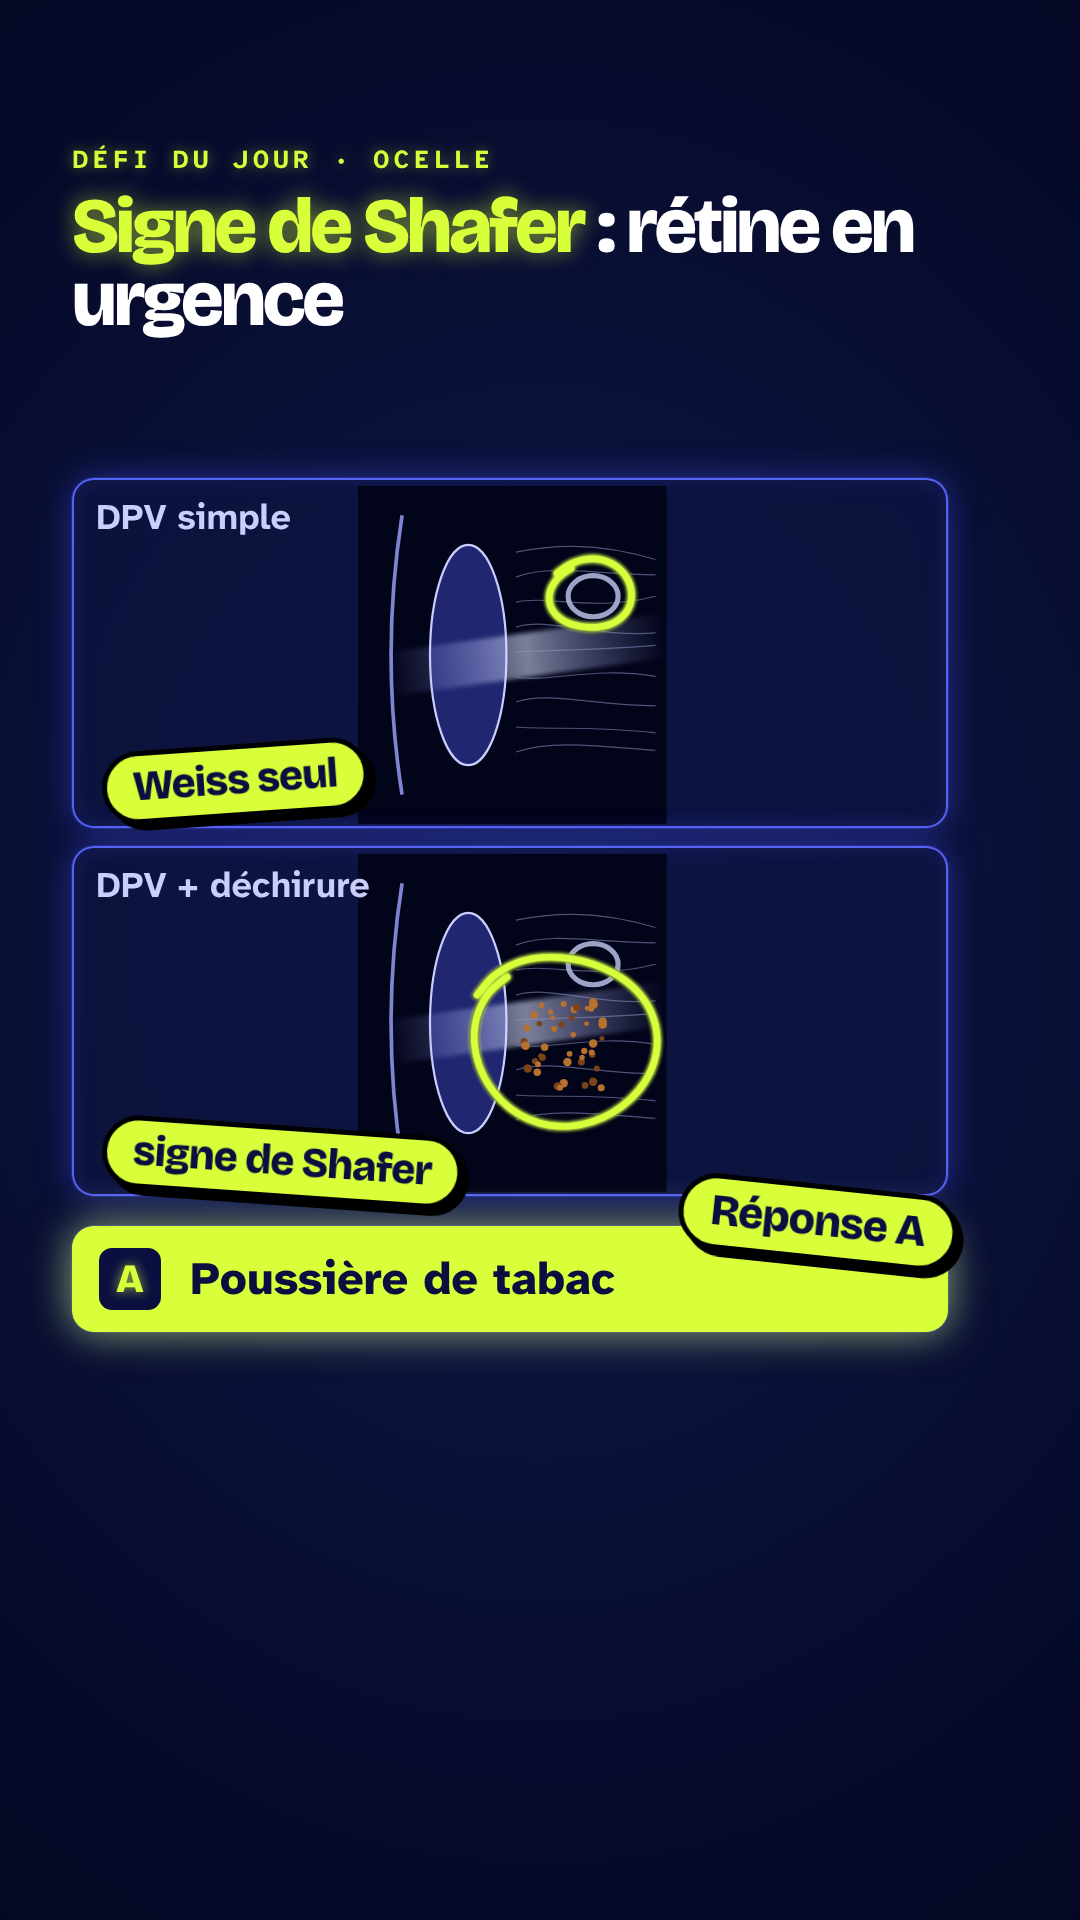 DÉFI DU JOUR · OCELLE
Signe de Shafer : rétine en
urgence
DPV simple
Weiss seul
DPV + déchirure
signe de Shafer
Réponse A
A Poussière de tabac